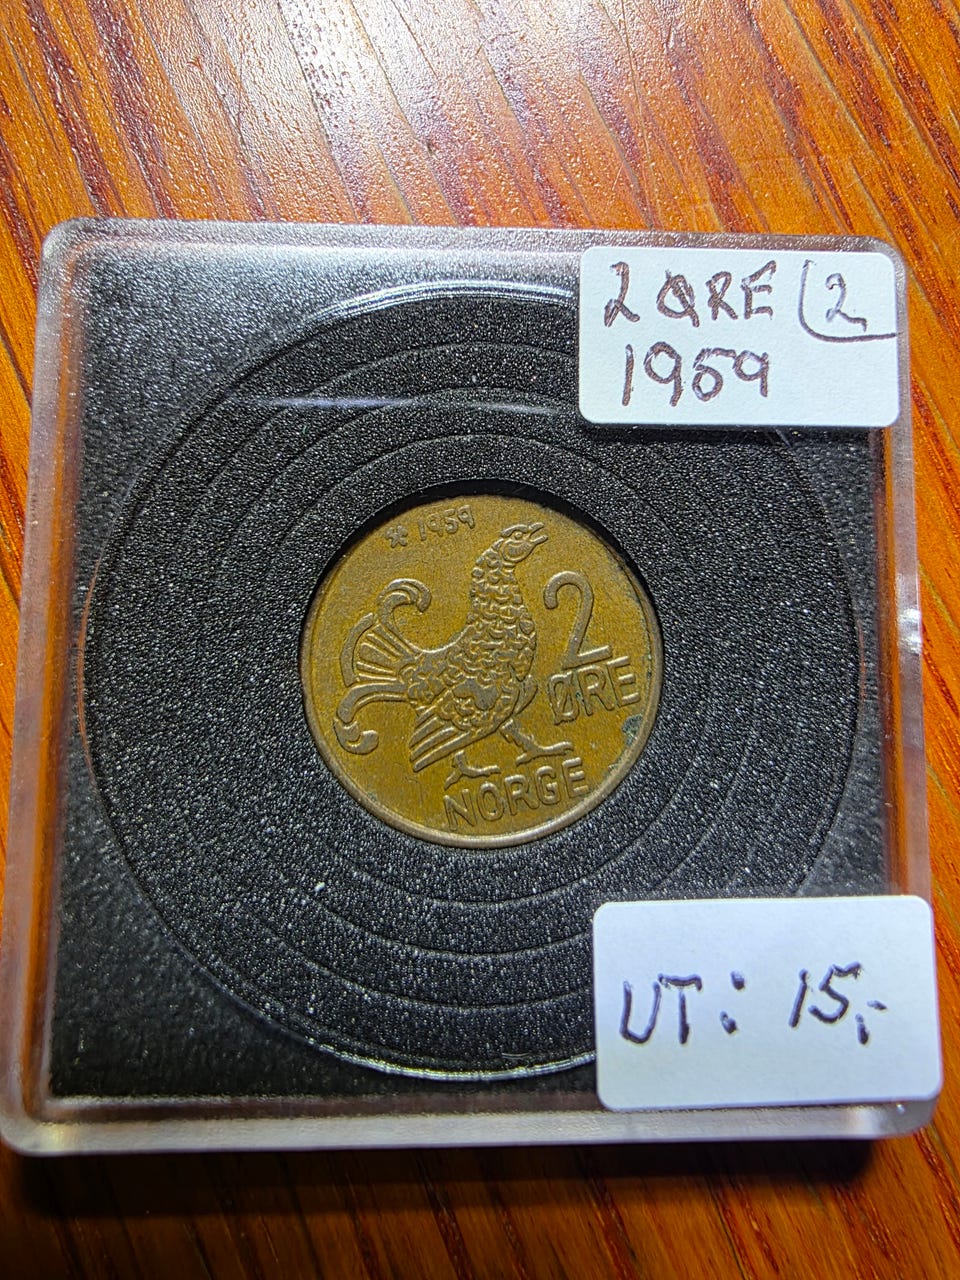 2 ØRE 2
1959
* 1959
2
ØRE
NORGE
UT: 15,-